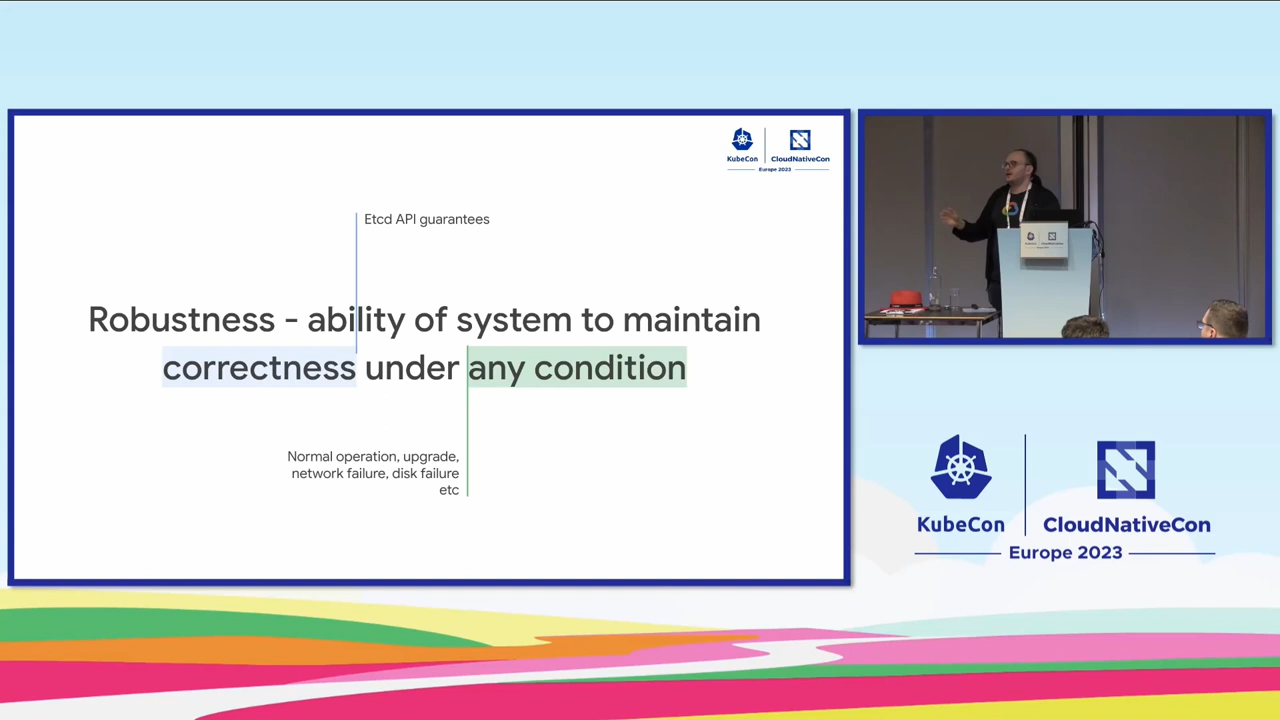 KubeCon
CloudNativeCon
Europe 2023
Etcd API guarantees
Robustness - ability of system to maintain
correctness under any condition
Normal operation, upgrade,
network failure, disk failure
etc
KubeCon
CloudNativeCon
Europe 2023